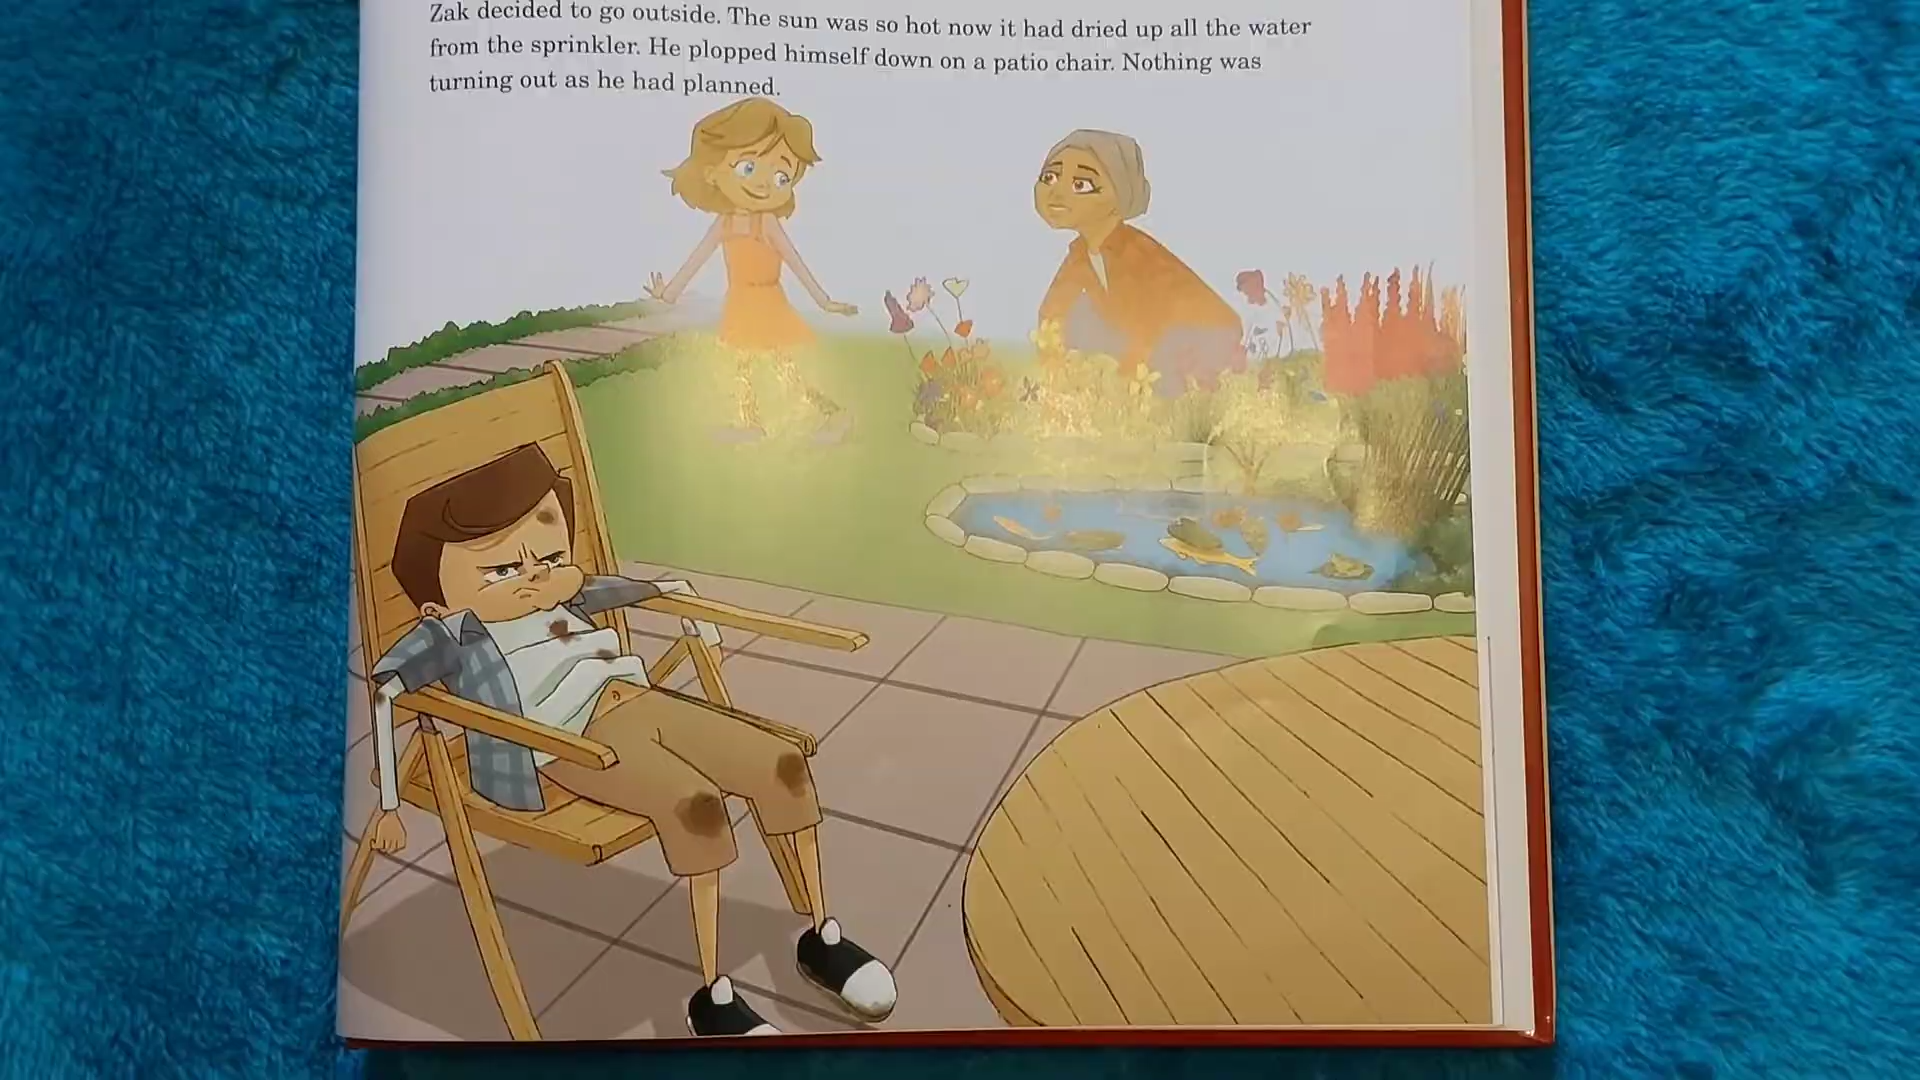 Zak decided to go outside. The sun was so hot now it had dried up all the water
from the sprinkler. He plopped himself down on a patio chair. Nothing was
turning out as he had planned.